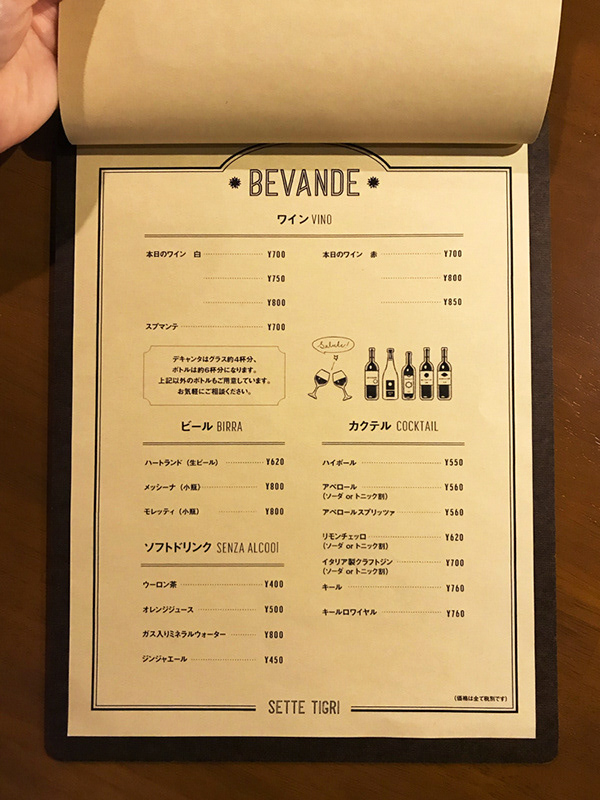 BEVANDE
ワイン VINO
本日のワイン 白 ¥700
¥750
¥800
スプマンテ ¥700
本日のワイン 赤 ¥700
¥800
¥850
デキャンタはグラス約4杯分、
ボトルは約6杯分になります。
上記以外のボトルもご用意しています。
お気軽にご相談ください。
Salute!
ビール BIRRA
ハートランド(生ビール) ¥620
メッシーナ(小瓶) ¥800
モレッティ(小瓶) ¥800
ソフトドリンク SENZA ALCOOL
ウーロン茶 ¥400
オレンジジュース ¥500
ガス入りミネラルウォーター ¥800
ジンジャエール ¥450
カクテル COCKTAIL
ハイボール ¥550
アペロール ¥560
(ソーダ or トニック割)
アペロールスプリッツァ ¥560
リモンチェッロ ¥620
(ソーダ or トニック割)
イタリア製クラフトジン ¥700
(ソーダ or トニック割)
キール ¥760
キールロワイヤル ¥760
(価格は全て税別です)
SETTE TIGRI